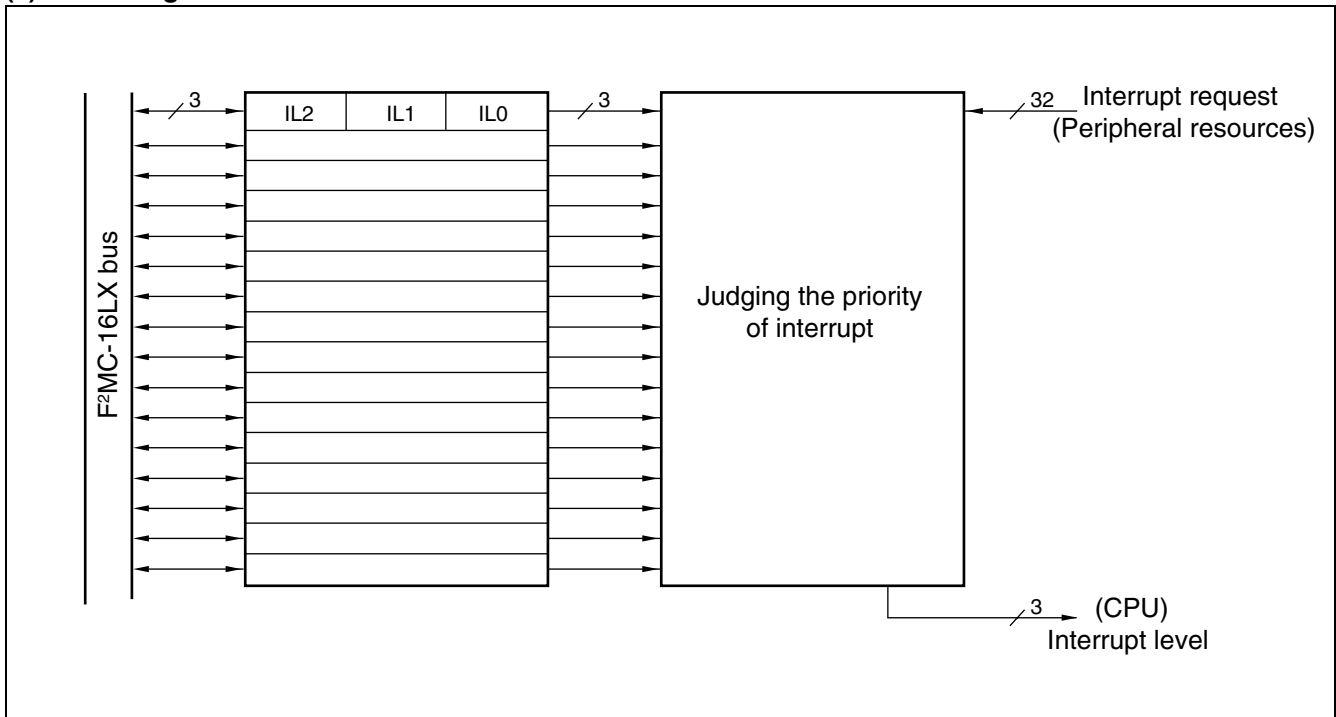 F²MC-16LX bus
3
IL2
IL1
IL0
3
Judging the priority
of interrupt
32
Interrupt request
(Peripheral resources)
3
(CPU)
Interrupt level